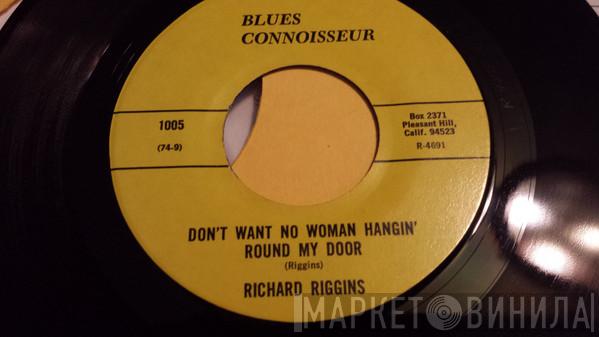 BLUES
CONNOISSEUR
1005
(74-9)
Box 2371
Pleasant Hill,
Calif. 94523
R-4691
DON'T WANT NO WOMAN HANGIN'
ROUND MY DOOR
(Riggins)
RICHARD RIGGINS
МАРКЕТ ВИНИЛА